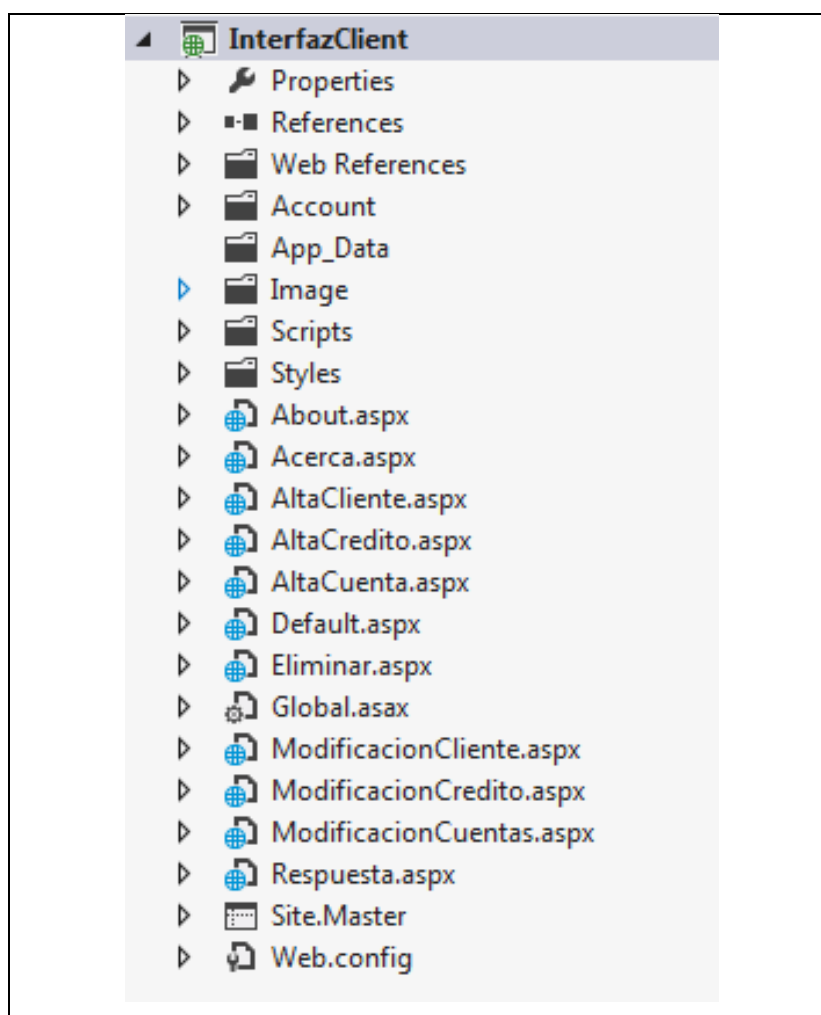 InterfazClient
Properties
References
Web References
Account
App_Data
Image
Scripts
Styles
About.aspx
Acerca.aspx
AltaCliente.aspx
AltaCredito.aspx
AltaCuenta.aspx
Default.aspx
Eliminar.aspx
Global.asax
ModificacionCliente.aspx
ModificacionCredito.aspx
ModificacionCuentas.aspx
Respuesta.aspx
Site.Master
Web.config